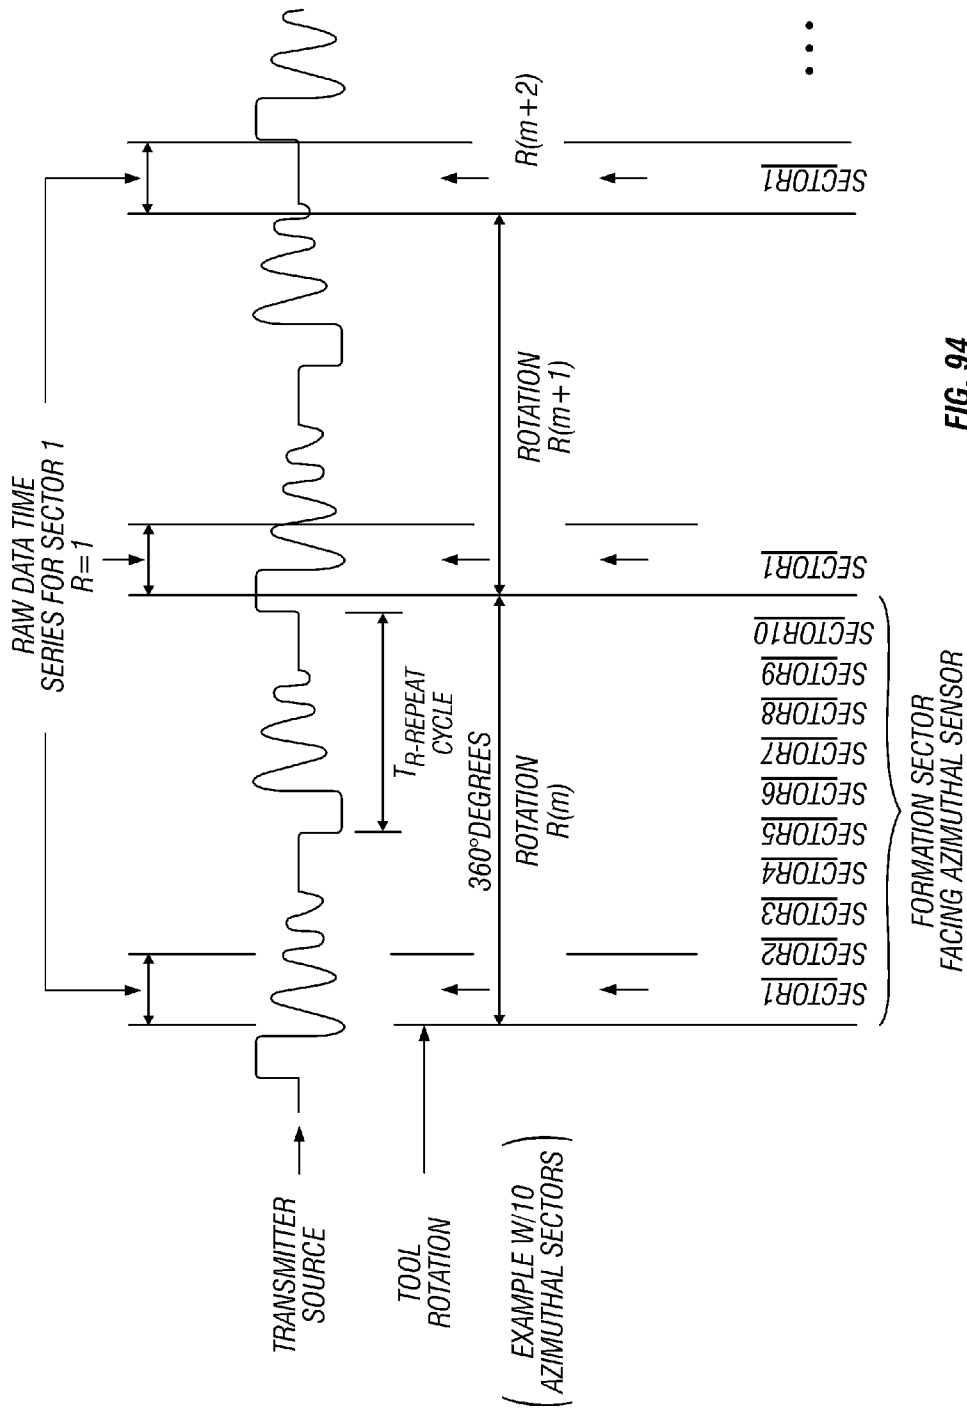 RAW DATA TIME
SERIES FOR SECTOR 1
R=1
TRANSMITTER
SOURCE
TOOL
ROTATION
(EXAMPLE W/10
AZIMUTHAL SECTORS)
TR-REPEAT
CYCLE
360°DEGREES
ROTATION
R(m)
ROTATION
R(m+1)
R(m+2)
SECTOR1
SECTOR2
SECTOR3
SECTOR4
SECTOR5
SECTOR6
SECTOR7
SECTOR8
SECTOR9
SECTOR10
SECTOR1
SECTOR1
...
FORMATION SECTOR
FACING AZIMUTHAL SENSOR
FIG. 94